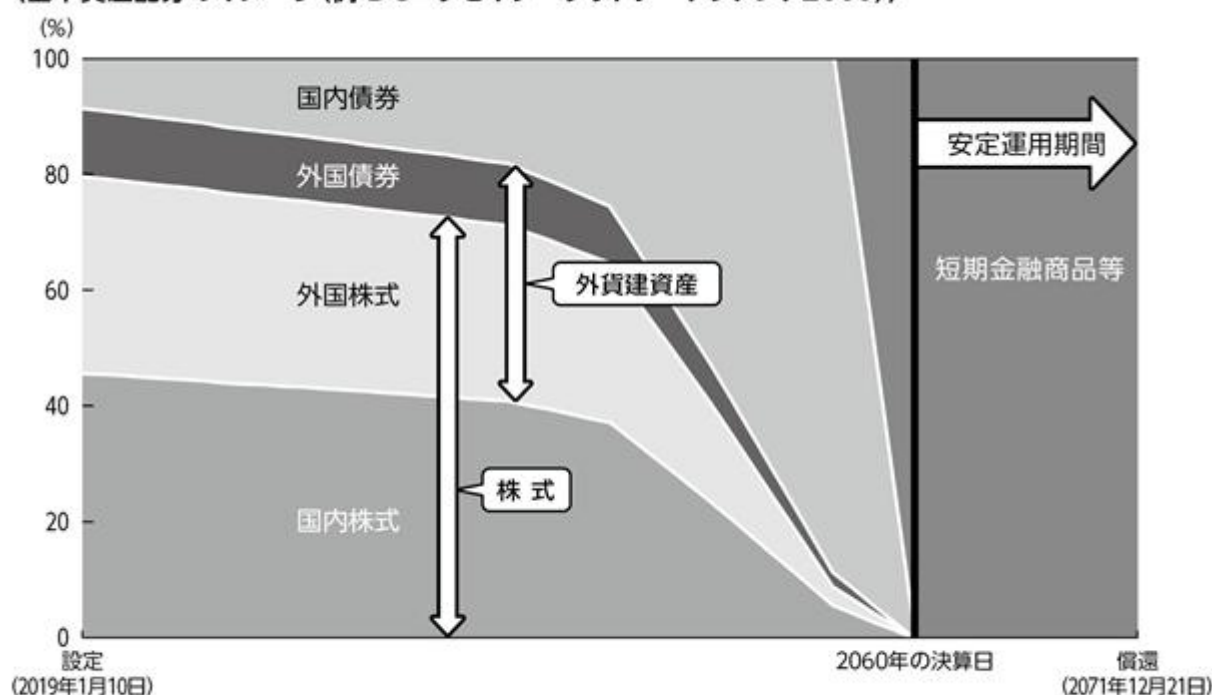 (%)
100
80
60
40
20
0
国内債券
外国債券
外国株式
国内株式
外貨建資産
株 式
安定運用期間
短期金融商品等
設定
(2019年1月10日)
2060年の決算日
償還
(2071年12月21日)